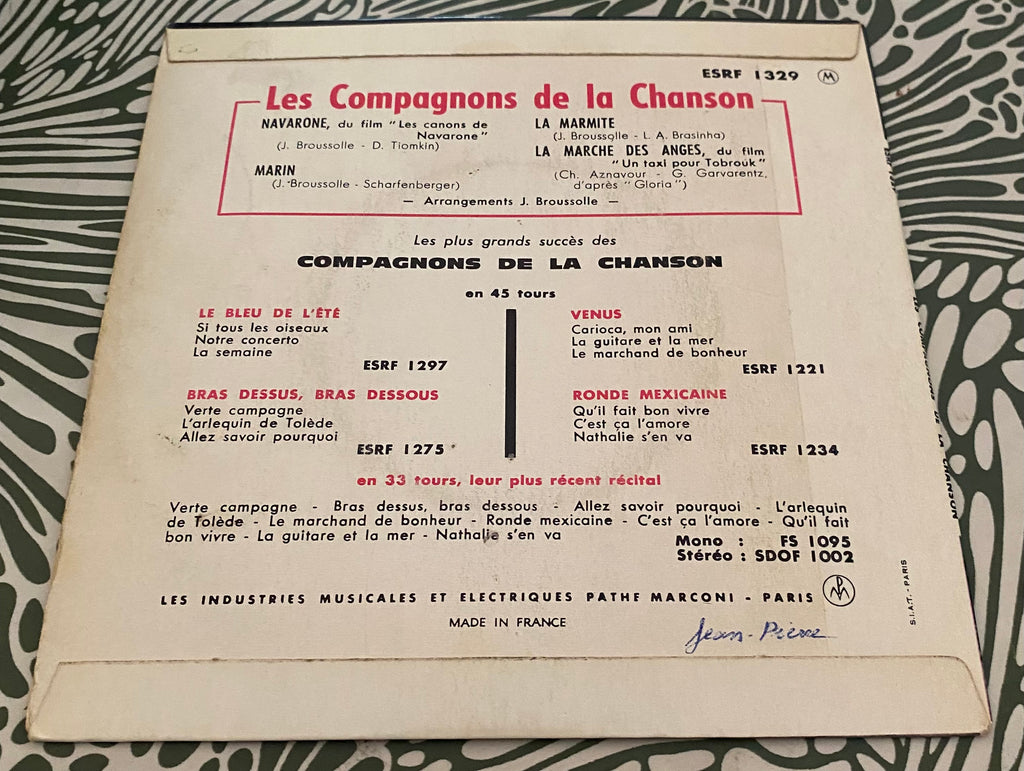 ESRF 1329 M
Les Compagnons de la Chanson
NAVARONE, du film "Les canons de
Navarone"
(J. Broussolle - D. Tiomkin)
MARIN
(J. Broussolle - Scharfenberger)
LA MARMITE
(J. Broussolle - L. A. Brasinha)
LA MARCHE DES ANGES, du film
"Un taxi pour Tobrouk"
(Ch. Aznavour - G. Garvarentz,
d'après "Gloria")
— Arrangements J. Broussolle —
Les plus grands succès des
COMPAGNONS DE LA CHANSON
en 45 tours
LE BLEU DE L'ÉTÉ
Si tous les oiseaux
Notre concerto
La semaine
ESRF 1297
BRAS DESSUS, BRAS DESSOUS
Verte campagne
L'arlequin de Tolède
Allez savoir pourquoi
ESRF 1275
VENUS
Carioca, mon ami
La guitare et la mer
Le marchand de bonheur
ESRF 1221
RONDE MEXICAINE
Qu'il fait bon vivre
C'est ça l'amore
Nathalie s'en va
ESRF 1234
en 33 tours, leur plus récent récital
Verte campagne - Bras dessus, bras dessous - Allez savoir pourquoi - L'arlequin
de Tolède - Le marchand de bonheur - Ronde mexicaine - C'est ça l'amore - Qu'il fait
bon vivre - La guitare et la mer - Nathalie s'en va
Mono : FS 1095
Stéréo : SDOF 1002
LES INDUSTRIES MUSICALES ET ELECTRIQUES PATHE MARCONI - PARIS
MADE IN FRANCE
Jean-Pierre
S.I.A.T. - PARIS